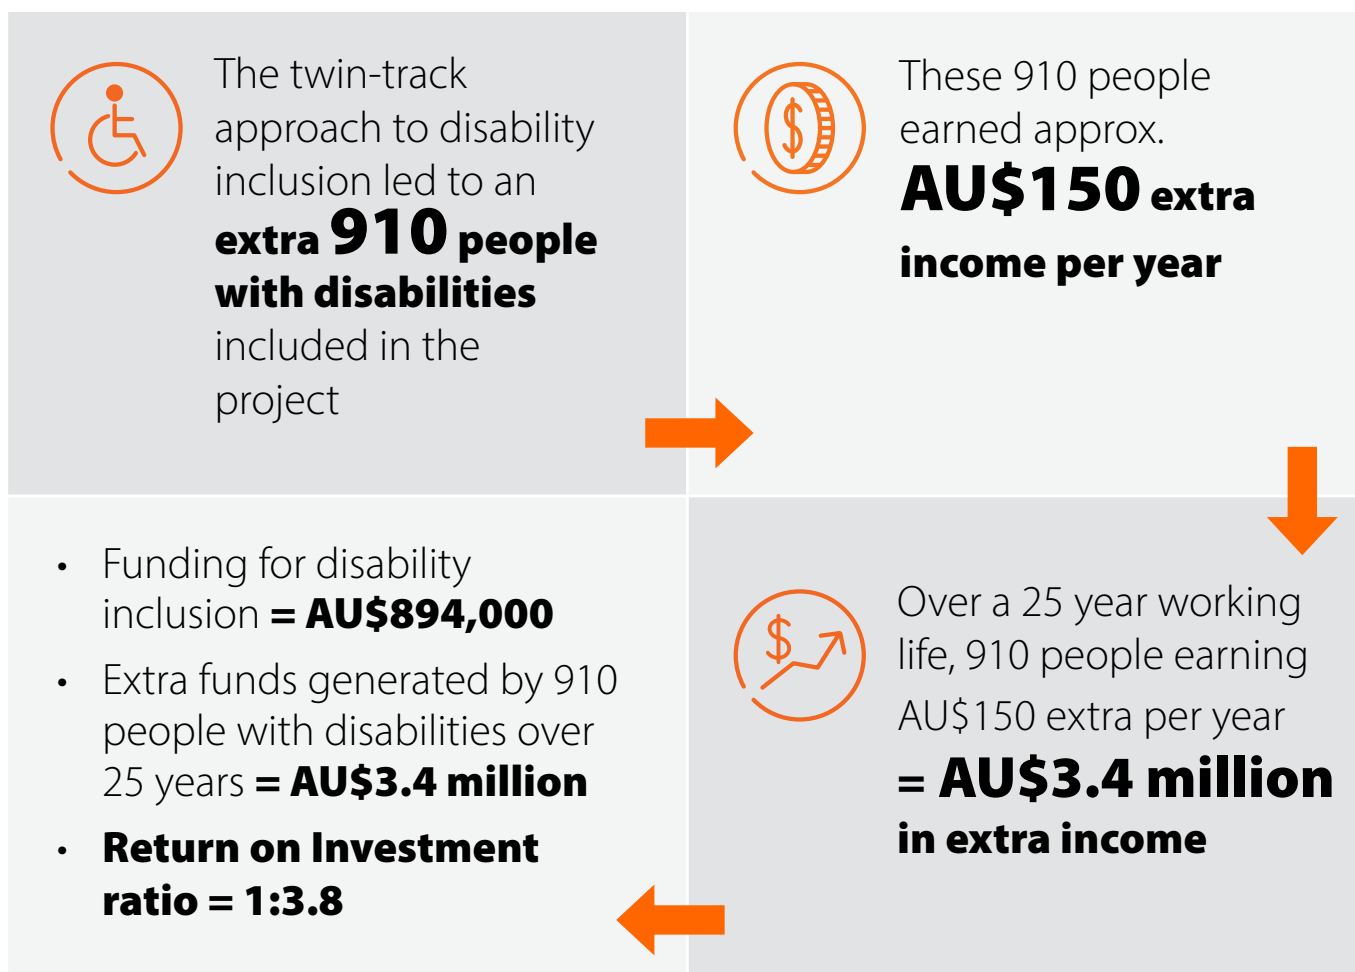 The twin-track
approach to disability
inclusion led to an
extra 910 people
with disabilities
included in the
project
These 910 people
earned approx.
AU$150 extra
income per year
Over a 25 year working
life, 910 people earning
AU$150 extra per year
= AU$3.4 million
in extra income
• Funding for disability
inclusion = AU$894,000
• Extra funds generated by 910
people with disabilities over
25 years = AU$3.4 million
• Return on Investment
ratio = 1:3.8